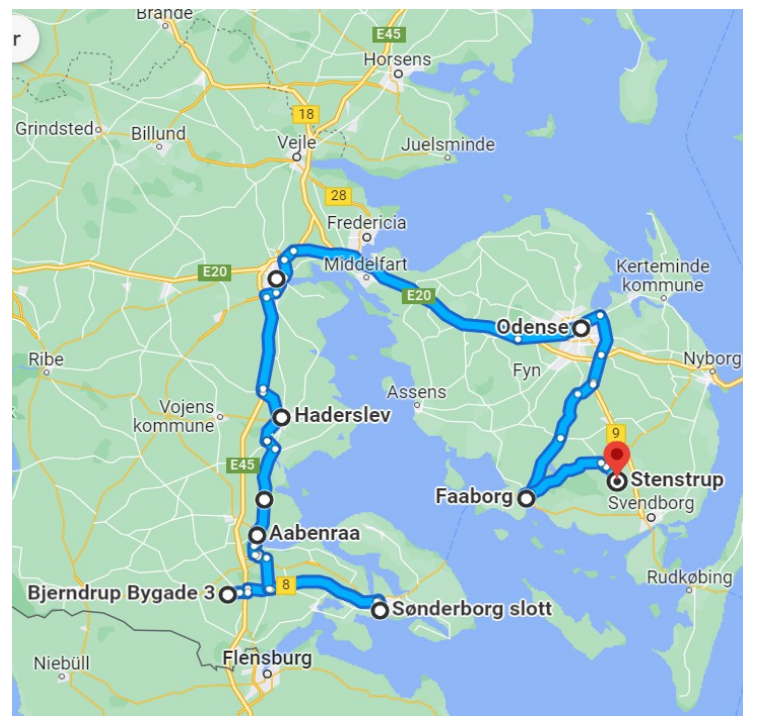 Brande
r
E45
Horsens
18
Grindsted
Billund
Vejle
Juelsminde
28
Fredericia
E20
Middelfart
Kerteminde
kommune
E20
Odense
Ribe
Fyn
Nyborg
Assens
Vojens
kommune
Haderslev
9
E45
Stenstrup
Faaborg
Svendborg
Aabenraa
Rudkøbing
8
Bjerndrup Bygade 3
Sønderborg slott
Niebüll
Flensburg